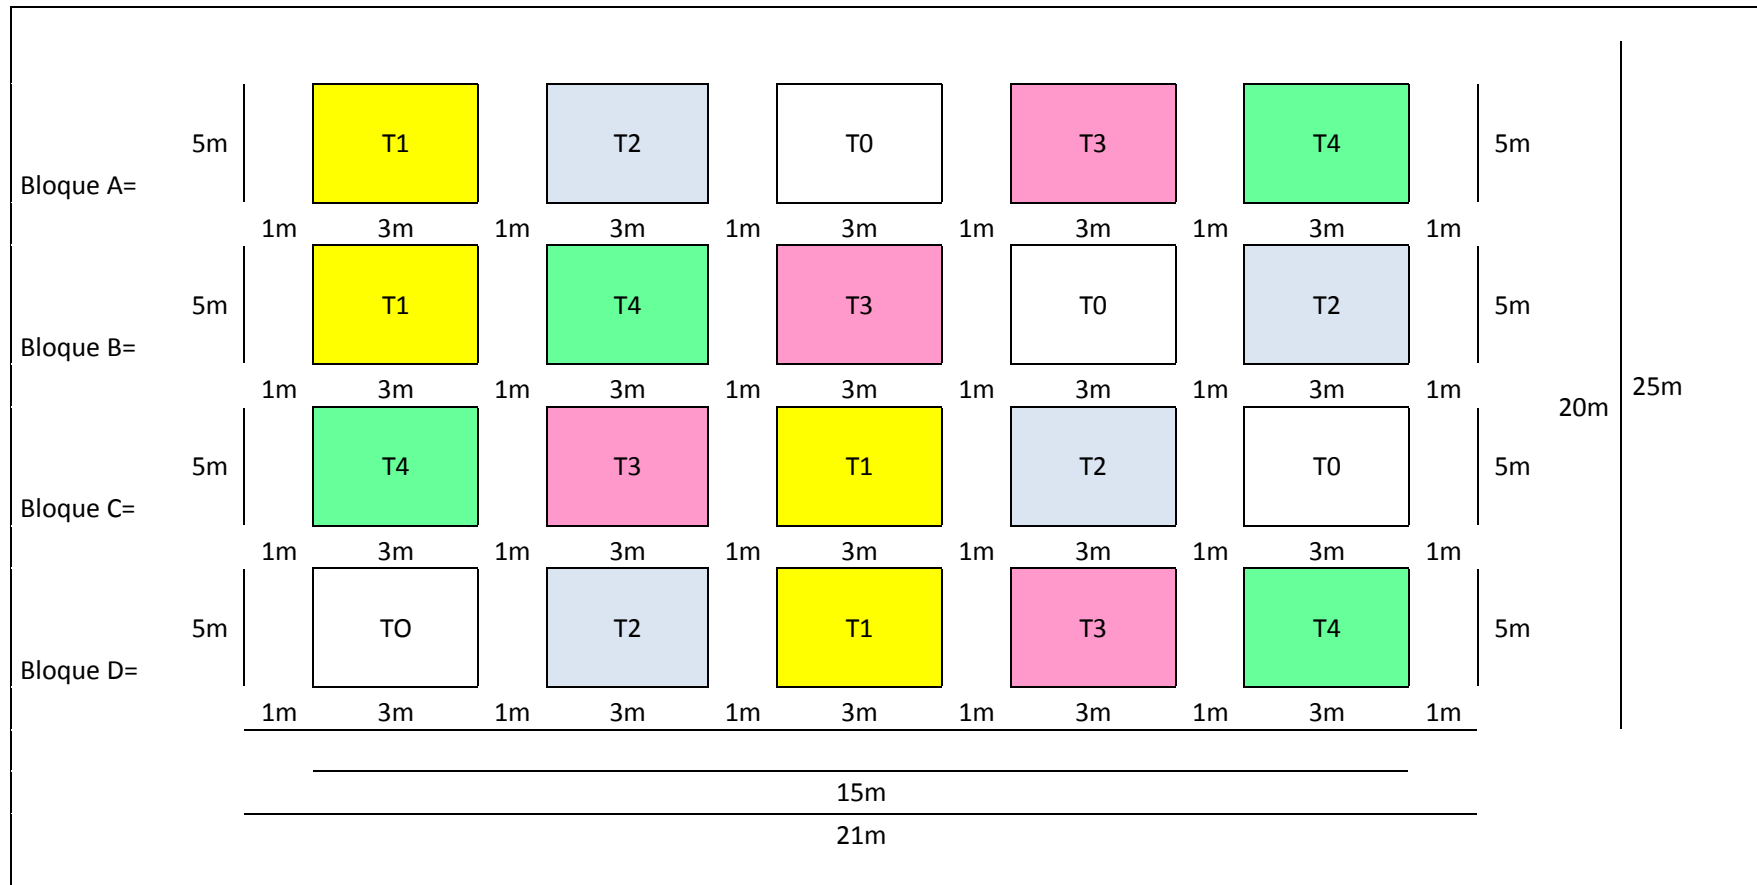 5m T1 T2 T0 T3 T4 5m
Bloque A=
1m 3m 1m 3m 1m 3m 1m 3m 1m 3m 1m
5m T1 T4 T3 T0 T2 5m
Bloque B=
1m 3m 1m 3m 1m 3m 1m 3m 1m 3m 1m
25m
20m
5m T4 T3 T1 T2 T0 5m
Bloque C=
1m 3m 1m 3m 1m 3m 1m 3m 1m 3m 1m
5m TO T2 T1 T3 T4 5m
Bloque D=
1m 3m 1m 3m 1m 3m 1m 3m 1m 3m 1m
15m
21m